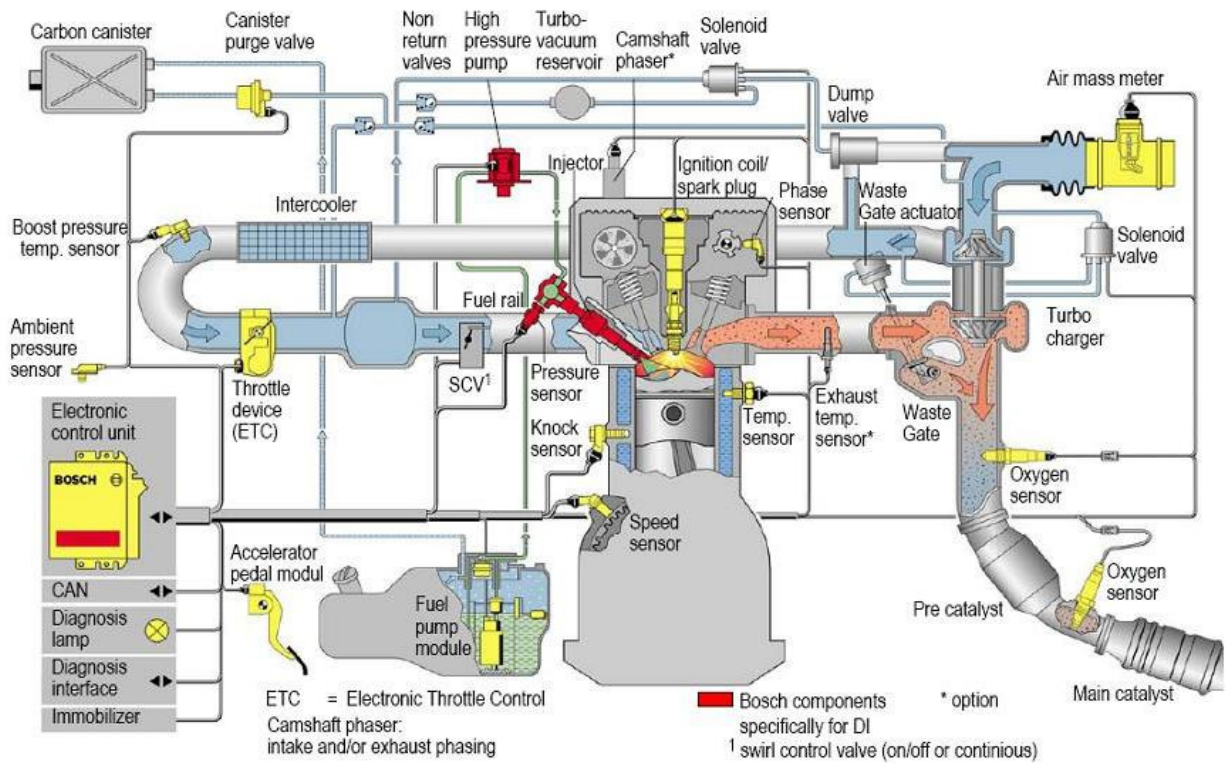 Carbon canister
Canister
purge valve
Non
return
valves
High
pressure
pump
Turbo-
vacuum
reservoir
Camshaft
phaser*
Solenoid
valve
Air mass meter
Dump
valve
Injector
Ignition coil/
spark plug
Phase
sensor
Waste
Gate actuator
Intercooler
Boost pressure
temp. sensor
Solenoid
valve
Fuel rail
Turbo
charger
Ambient
pressure
sensor
Throttle
device
(ETC)
SCV1
Pressure
sensor
Knock
sensor
Temp.
sensor
Exhaust
temp.
sensor*
Waste
Gate
Oxygen
sensor
Electronic
control unit
BOSCH
Speed
sensor
Accelerator
pedal modul
Oxygen
sensor
CAN
Pre catalyst
Fuel
pump
module
Diagnosis
lamp
Diagnosis
interface
Main catalyst
Immobilizer
ETC = Electronic Throttle Control
Camshaft phaser:
intake and/or exhaust phasing
Bosch components
specifically for DI
* option
1 swirl control valve (on/off or continious)